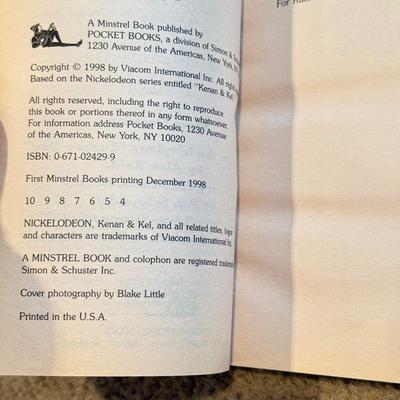 A Minstrel Book published by
POCKET BOOKS, a division of Simon &
1230 Avenue of the Americas, New York,
Copyright © 1998 by Viacom International Inc. All rights
Based on the Nickelodeon series entitled "Kenan & Kel"
All rights reserved, including the right to reproduce
this book or portions thereof in any form whatsoever.
For information address Pocket Books, 1230 Avenue
of the Americas, New York, NY 10020
ISBN: 0-671-02429-9
First Minstrel Books printing December 1998
10 9 8 7 6 5 4
NICKELODEON, Kenan & Kel, and all related titles, logos
and characters are trademarks of Viacom International Inc.
A MINSTREL BOOK and colophon are registered
Simon & Schuster Inc.
Cover photography by Blake Little
Printed in the U.S.A.
For